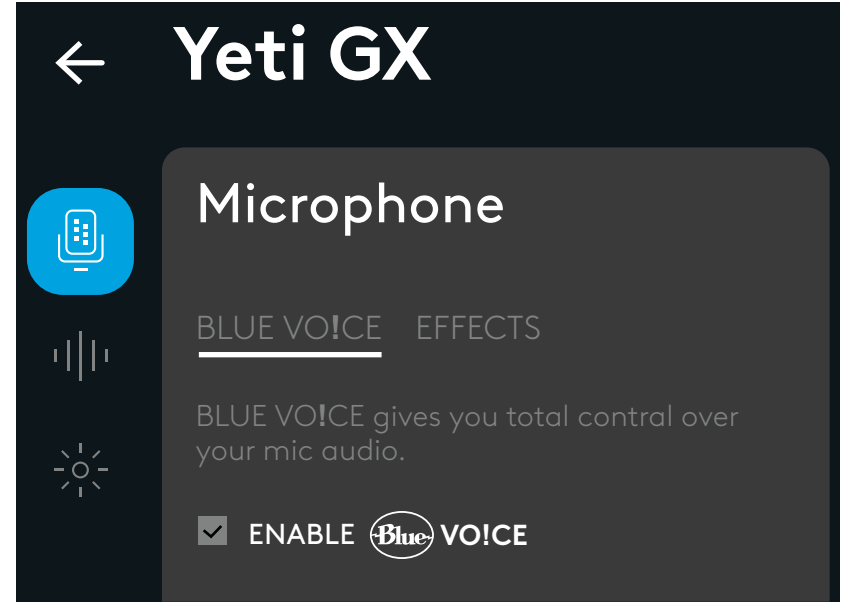 Yeti GX
Microphone
BLUE VO!CE EFFECTS
BLUE VO!CE gives you total contral over
your mic audio.
ENABLE Blue VO!CE